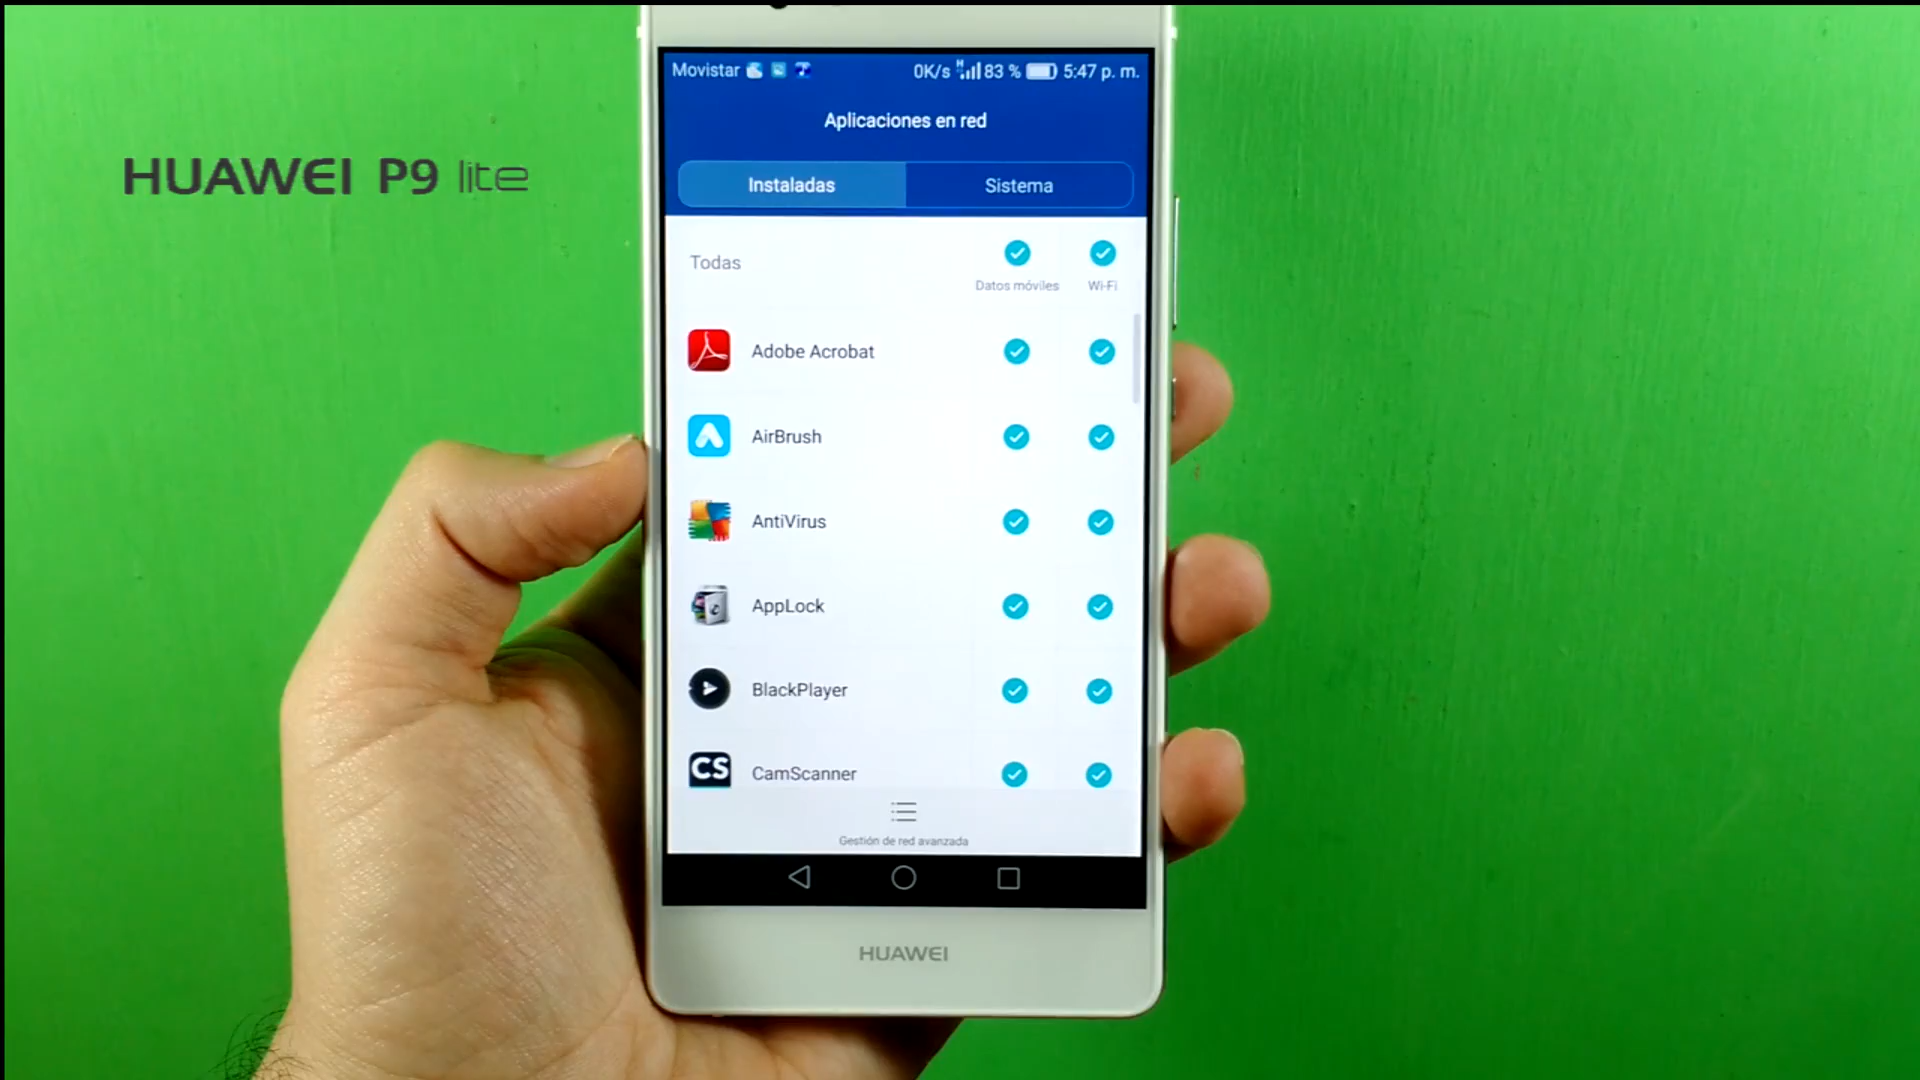 HUAWEI P9 lite
Movistar 0K/s H 83 % 5:47 p. m.
Aplicaciones en red
Instaladas Sistema
Todas
Datos móviles Wi-Fi
Adobe Acrobat
AirBrush
AntiVirus
AppLock
BlackPlayer
CS CamScanner
Gestión de red avanzada
HUAWEI